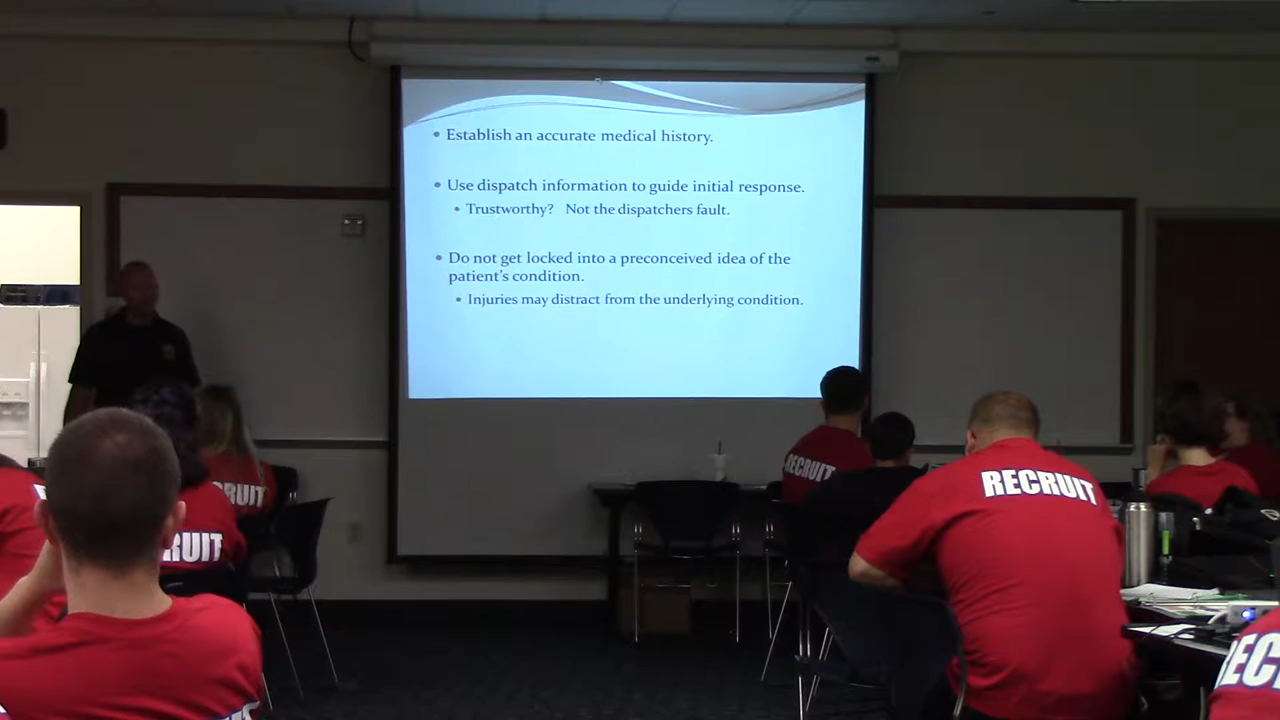 • Establish an accurate medical history.
• Use dispatch information to guide initial response.
• Trustworthy? Not the dispatchers fault.
• Do not get locked into a preconceived idea of the
patient's condition.
• Injuries may distract from the underlying condition.
RECRUIT
RECRUIT
CRUIT
RUIT